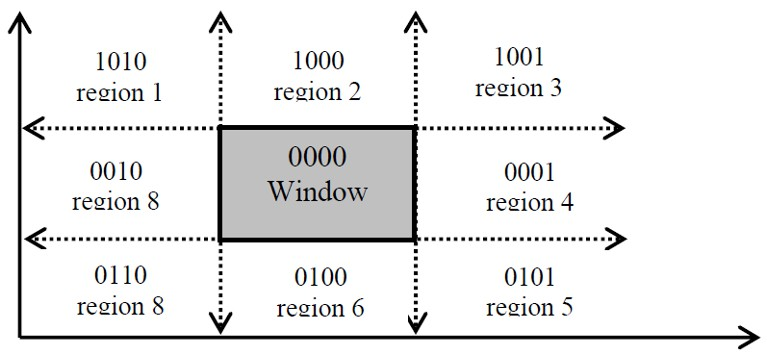 1010
region 1
1000
region 2
1001
region 3
0010
region 8
0000
Window
0001
region 4
0110
region 8
0100
region 6
0101
region 5